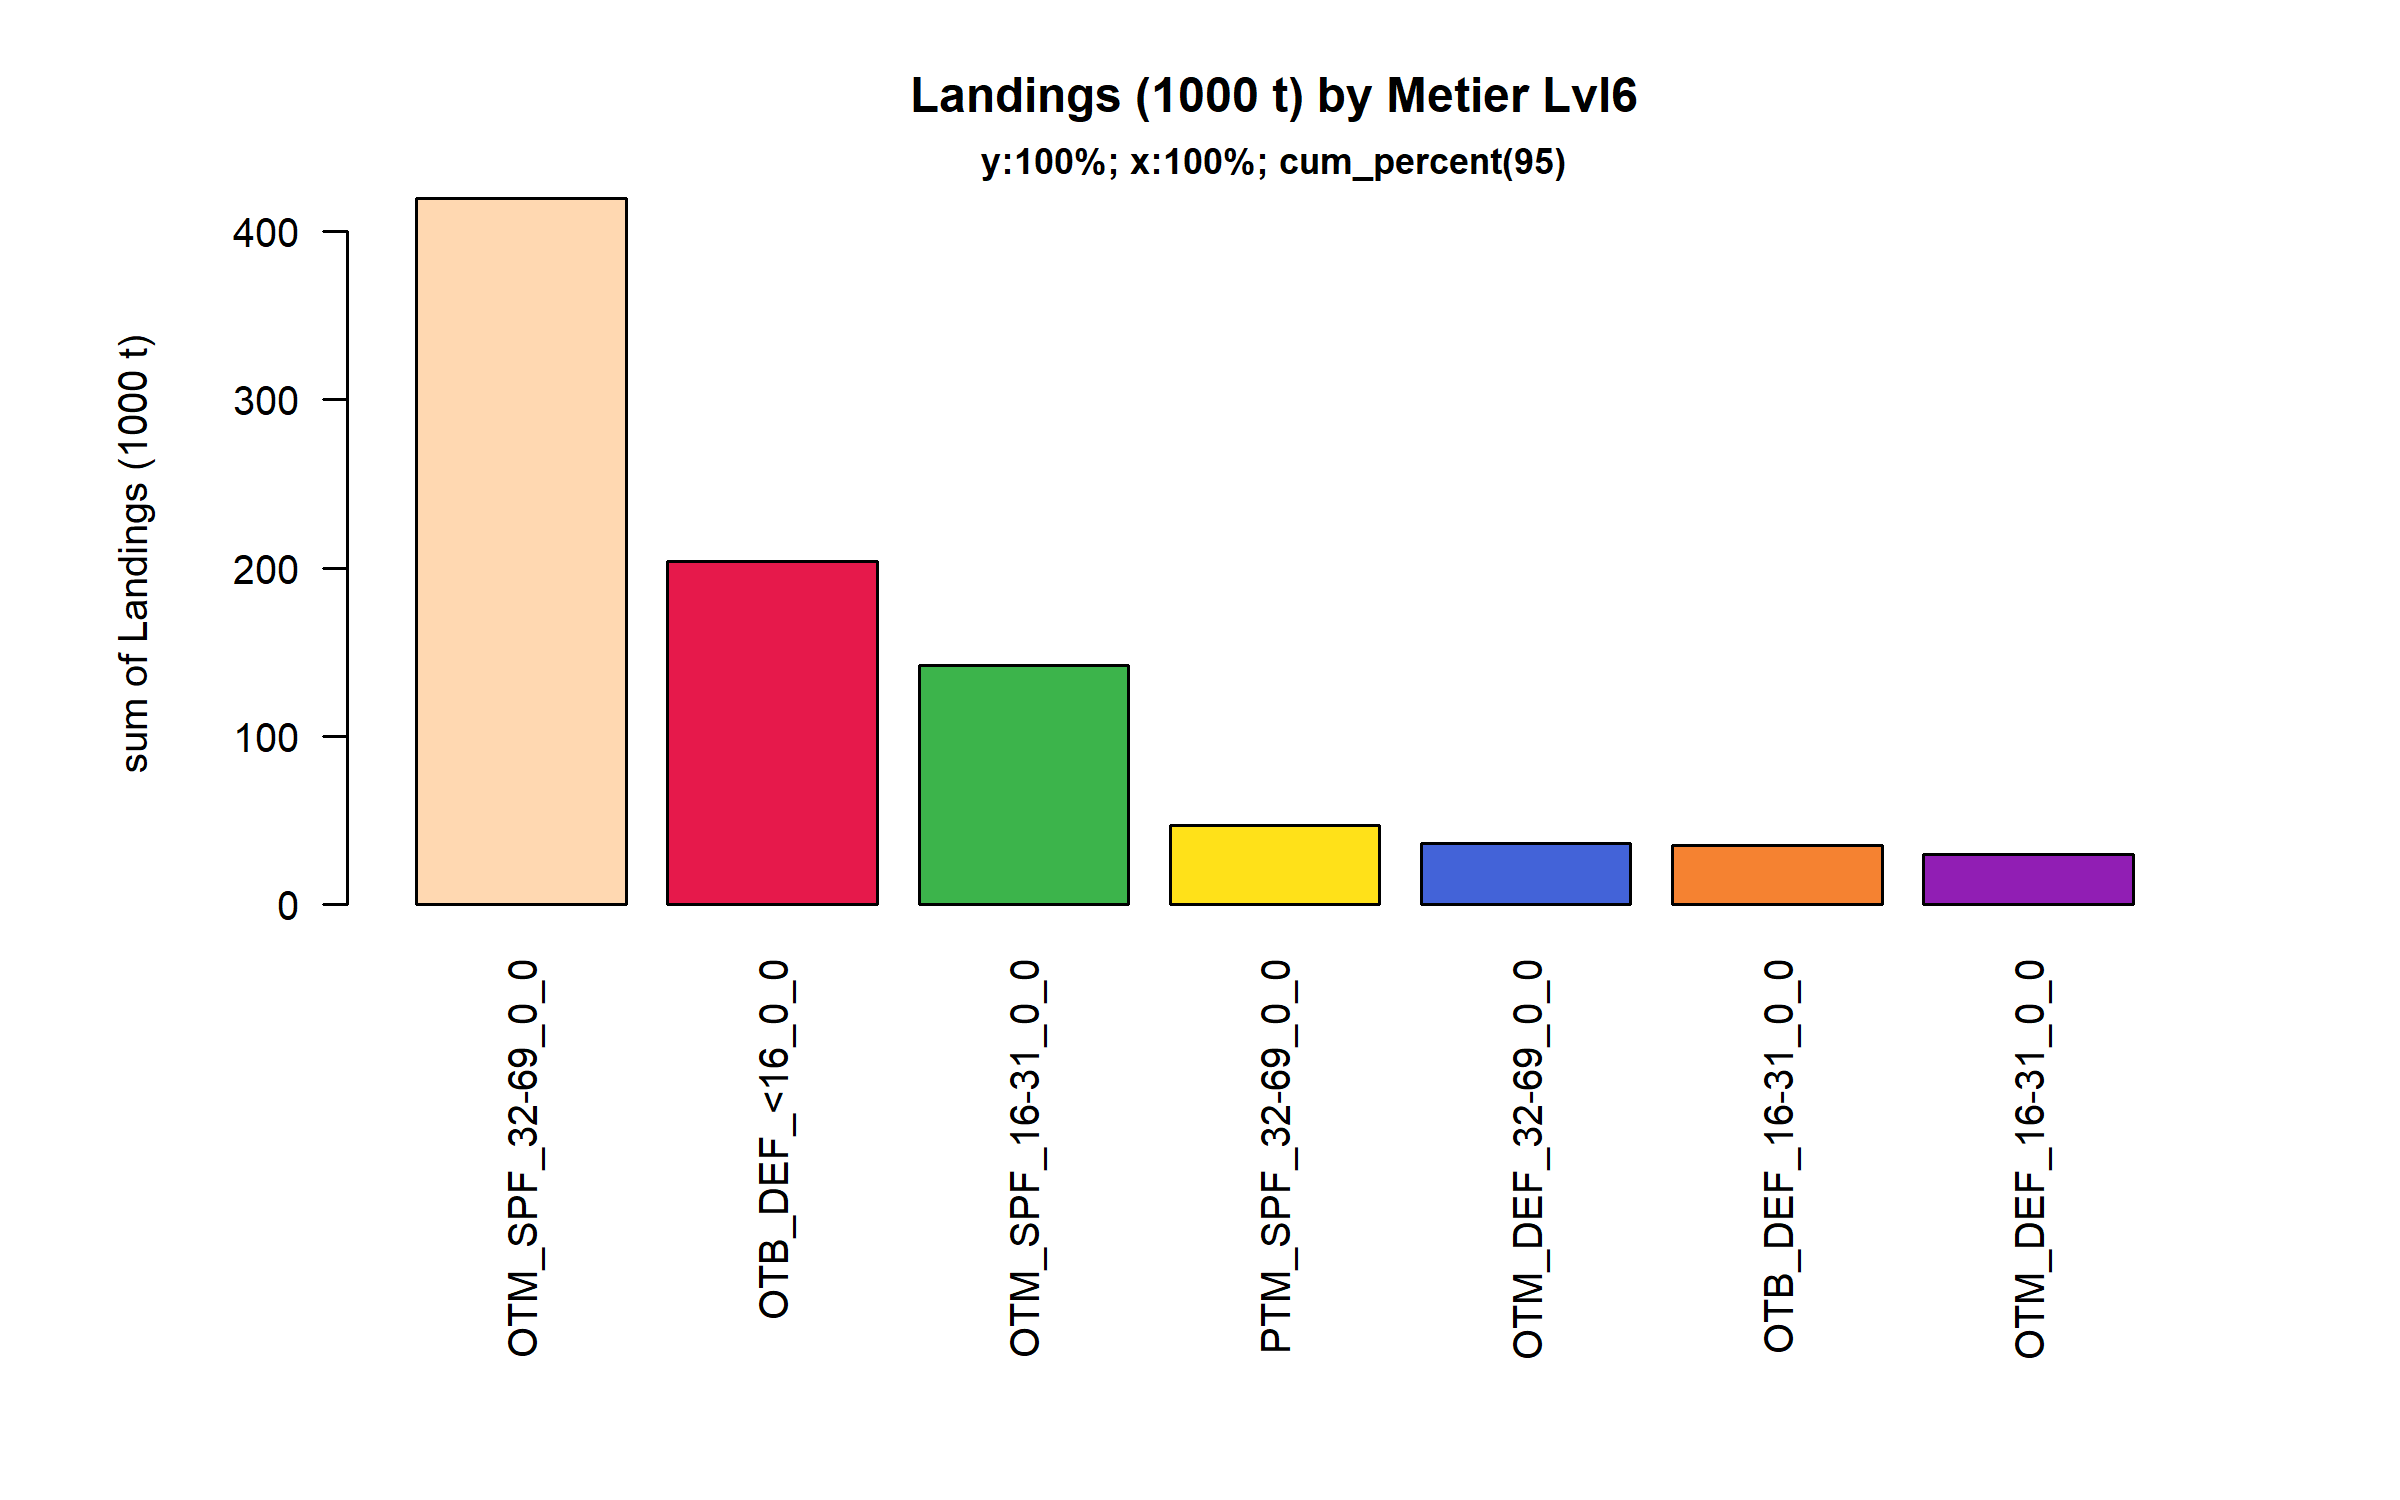 Landings (1000 t) by Metier Lvl6
y:100%; x:100%; cum_percent(95)
sum of Landings (1000 t)
400
300
200
100
0
OTM_SPF_32-69_0_0
OTB_DEF_<16_0_0
OTM_SPF_16-31_0_0
PTM_SPF_32-69_0_0
OTM_DEF_32-69_0_0
OTB_DEF_16-31_0_0
OTM_DEF_16-31_0_0